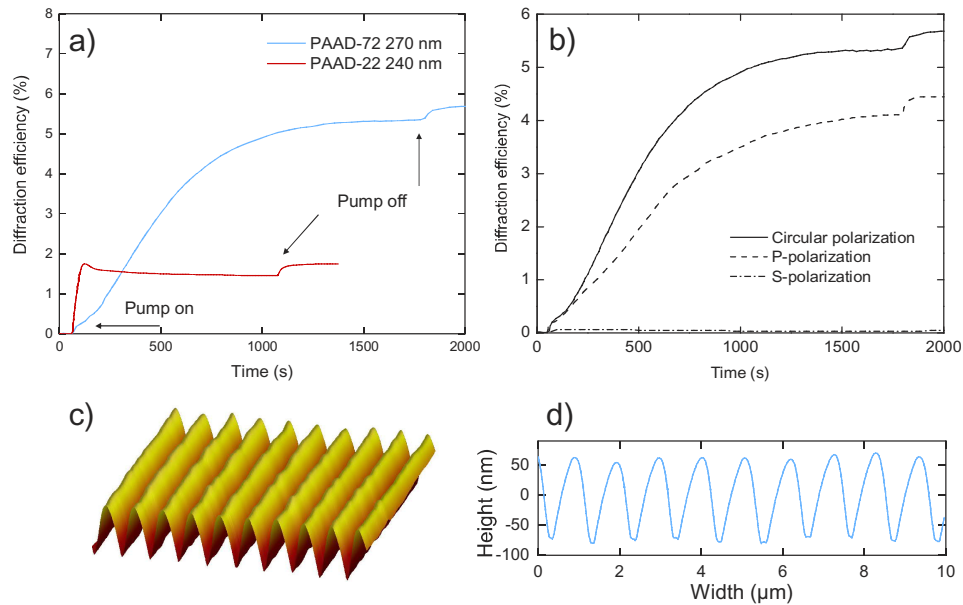 a)
PAAD-72 270 nm
PAAD-22 240 nm
Pump off
Pump on
Diffraction efficiency (%)
0
1
2
3
4
5
6
7
8
0
500
1000
1500
2000
Time (s)
b)
Circular polarization
P-polarization
S-polarization
Diffraction efficiency (%)
0
1
2
3
4
5
6
0
500
1000
1500
2000
Time (s)
c)
d)
Height (nm)
50
0
-50
-100
0
2
4
6
8
10
Width (µm)